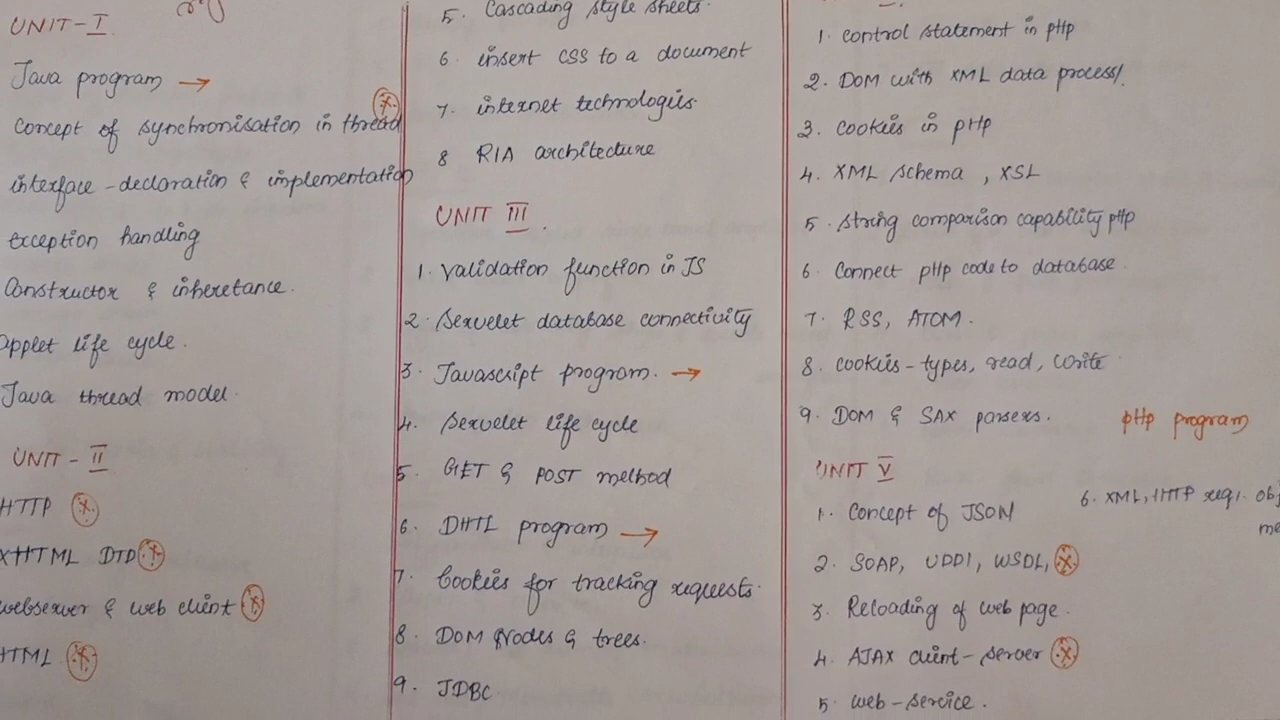 UNIT-I
Java program →
concept of synchronisation in thread
interface - declaration & implementation
exception handling
Constructor & inheretance.
applet life cycle.
Java thread model.
UNIT - II
HTTP
XHTML DTD
webserver & web client
HTML
5. Cascading style sheets.
6. insert CSS to a document
7. internet technologies.
8 RIA architecture
UNIT III.
1. validation function in JS
2. servelet database connectivity
3. Javascript program. →
4. servelet life cycle
5. GET & POST method
6. DHTL program →
7. Cookies for tracking requests.
8. DOM nodes & trees.
9. JDBC
1. control statement in PHP
2. DOM with XML data process/.
3. cookies in PHP
4. XML schema, XSL
5. string comparison capability PHP
6. Connect PHP code to database.
7. RSS, ATOM.
8. cookies - types, read, write
9. DOM & SAX parsers.
PHP program
UNIT V
1. Concept of JSON
2. SOAP, UDDI, WSDL,
3. Reloading of web page.
4. AJAX client-server
5. web-service.
6. XML, HTTP reqi. obj
me